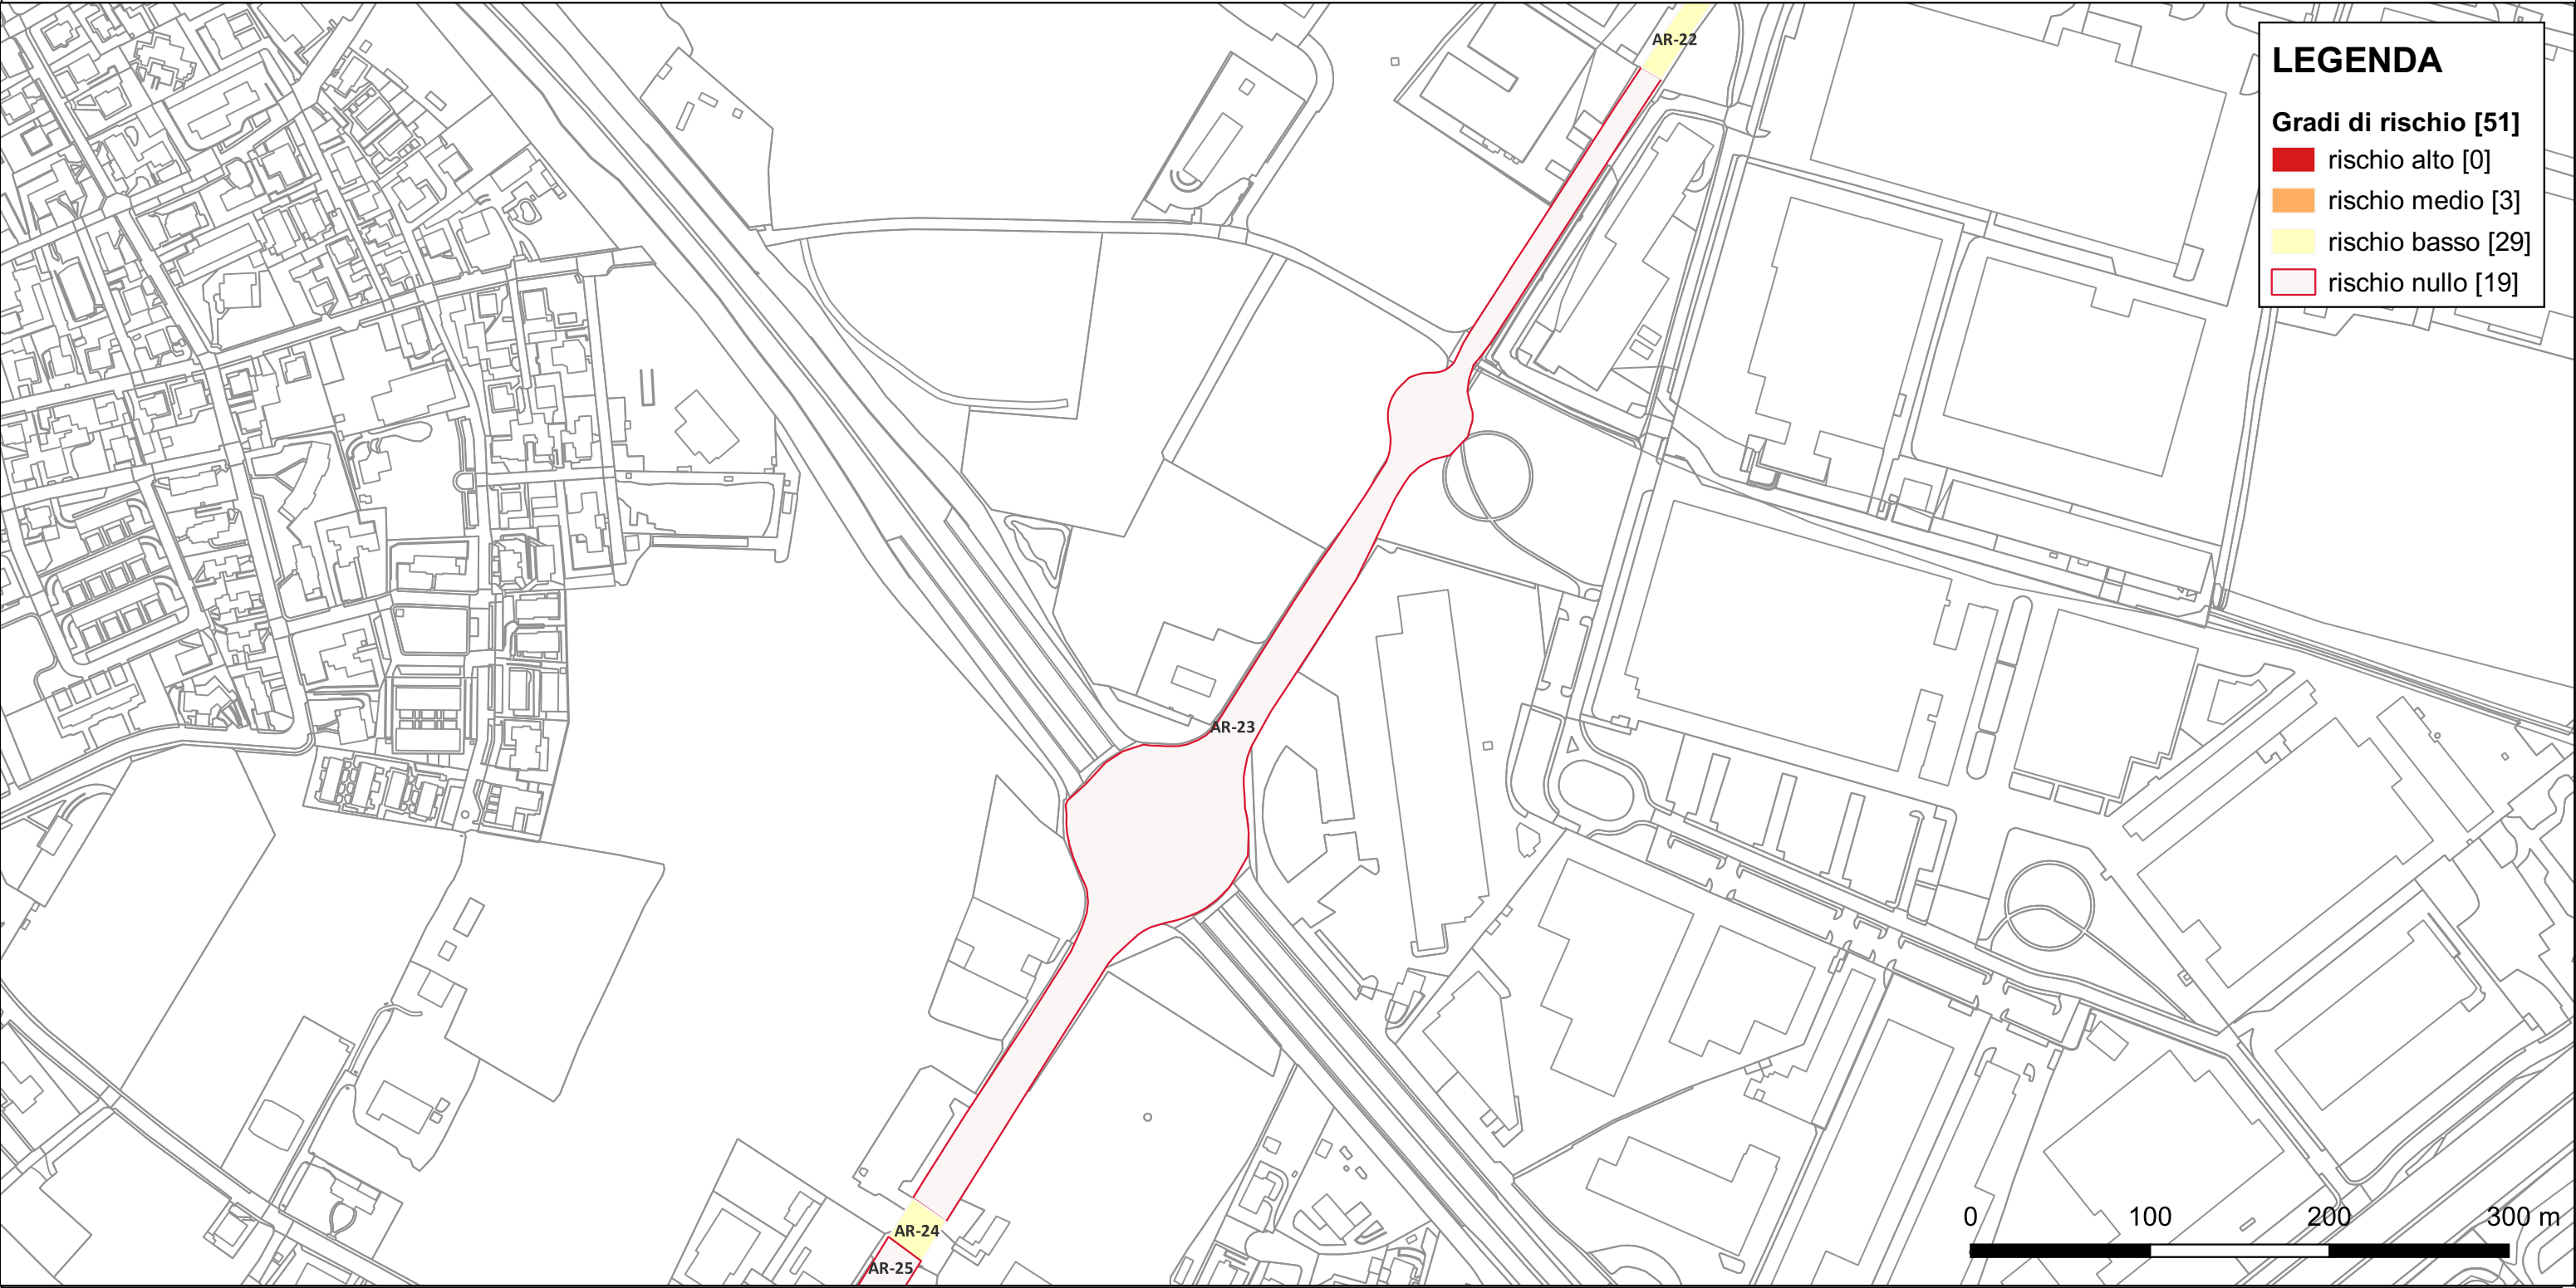 AR-22
LEGENDA
Gradi di rischio [51]
rischio alto [0]
rischio medio [3]
rischio basso [29]
rischio nullo [19]
AR-23
AR-24
AR-25
0 100 200 300 m